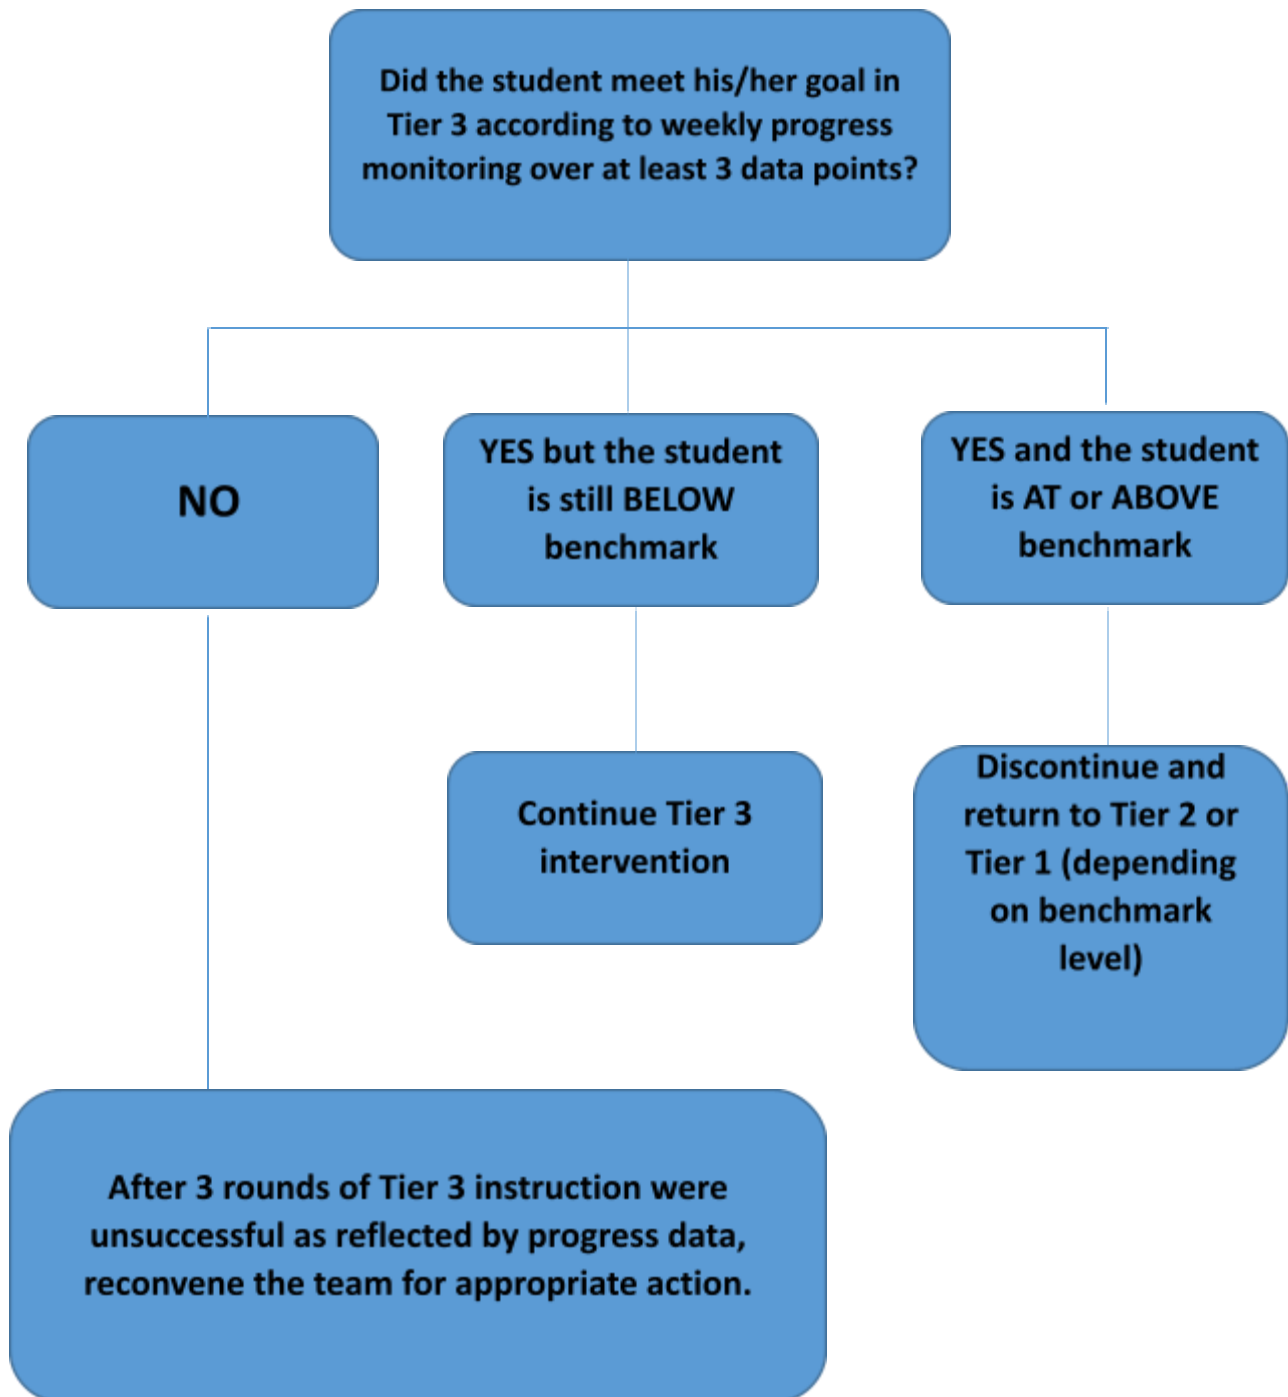 Did the student meet his/her goal in
Tier 3 according to weekly progress
monitoring over at least 3 data points?
NO
YES but the student
is still BELOW
benchmark
YES and the student
is AT or ABOVE
benchmark
Continue Tier 3
intervention
Discontinue and
return to Tier 2 or
Tier 1 (depending
on benchmark
level)
After 3 rounds of Tier 3 instruction were
unsuccessful as reflected by progress data,
reconvene the team for appropriate action.